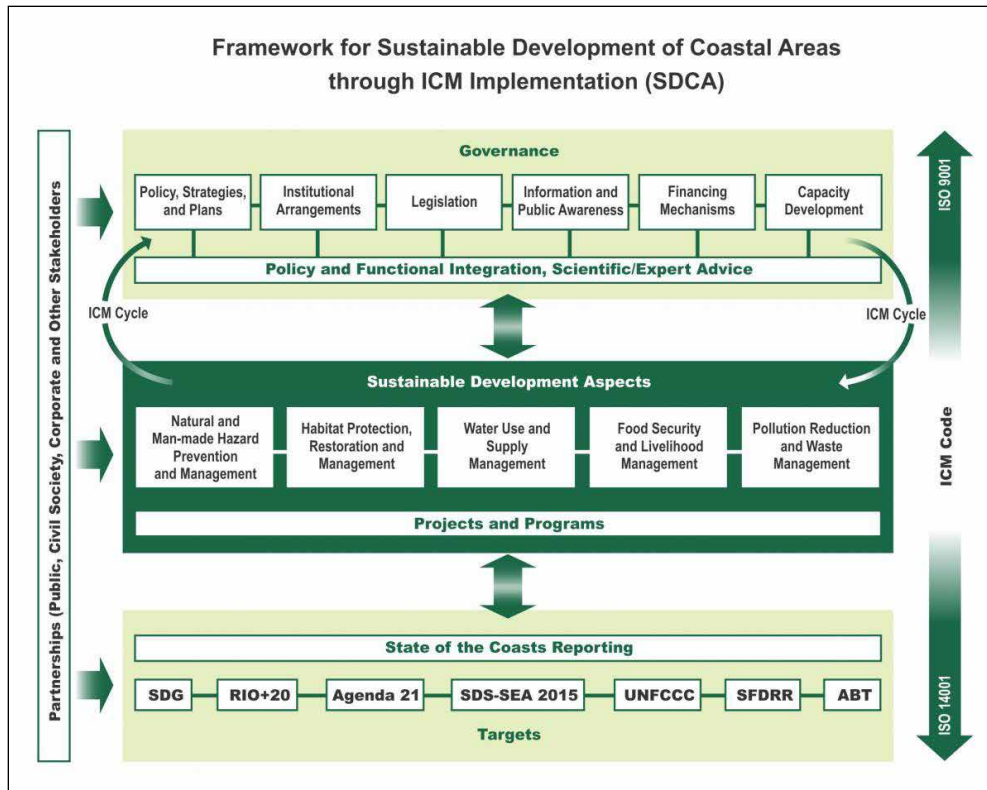 Framework for Sustainable Development of Coastal Areas
through ICM Implementation (SDCA)
Partnerships (Public, Civil Society, Corporate and Other Stakeholders
Governance
Policy, Strategies,
and Plans
Institutional
Arrangements
Legislation
Information and
Public Awareness
Financing
Mechanisms
Capacity
Development
Policy and Functional Integration, Scientific/Expert Advice
ICM Cycle
ICM Cycle
Sustainable Development Aspects
Natural and
Man-made Hazard
Prevention
and Management
Habitat Protection,
Restoration and
Management
Water Use and
Supply
Management
Food Security
and Livelihood
Management
Pollution Reduction
and Waste
Management
Projects and Programs
State of the Coasts Reporting
SDG
RIO+20
Agenda 21
SDS-SEA 2015
UNFCCC
SFDRR
ABT
Targets
ISO 9001
ICM Code
ISO 14001